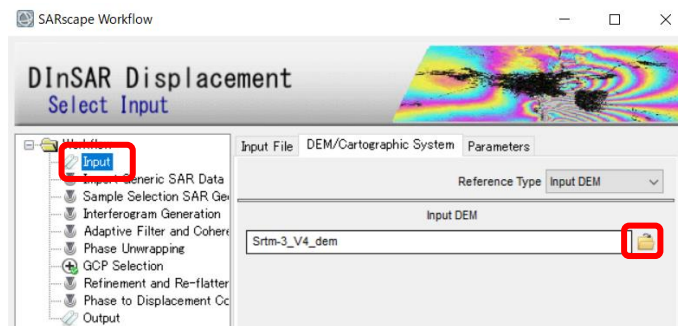 SARscape Workflow
DInSAR Displacement
Select Input
Input File DEM/Cartographic System Parameters
Input
Import Generic SAR Data
Sample Selection SAR Ge
Interferogram Generation
Adaptive Filter and Cohere
Phase Unwrapping
GCP Selection
Refinement and Re-flatter
Phase to Displacement Co
Output
Reference Type Input DEM
Input DEM
Srtm-3_V4_dem